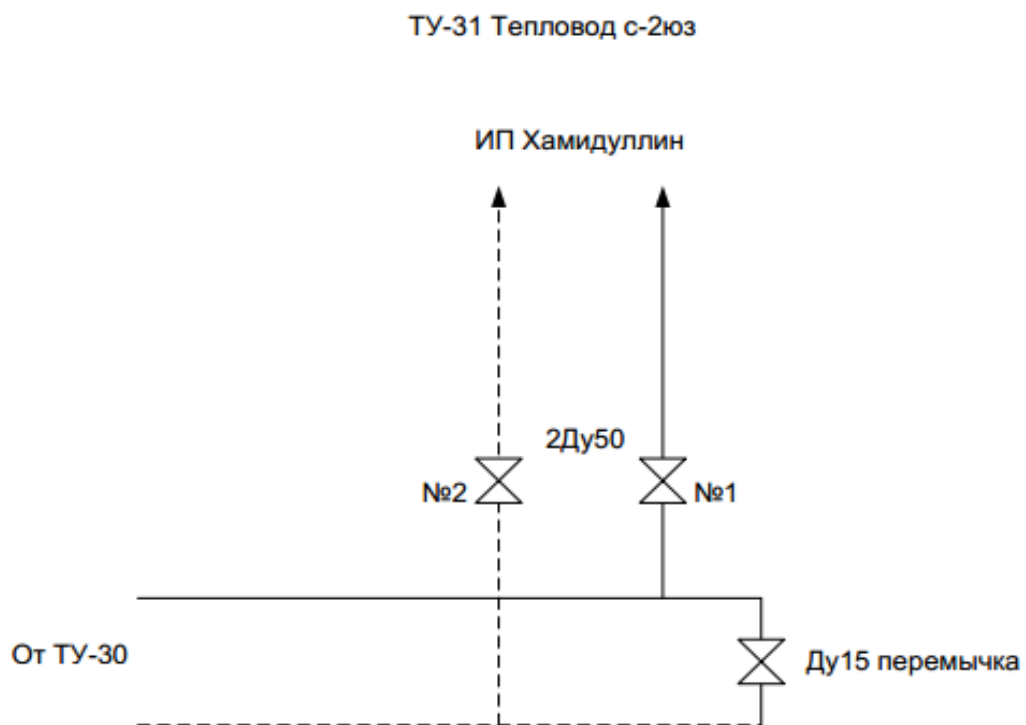 ТУ-31 Тепловод с-2юз
ИП Хамидуллин
2Ду50
№2
№1
От ТУ-30
Ду15 перемычка